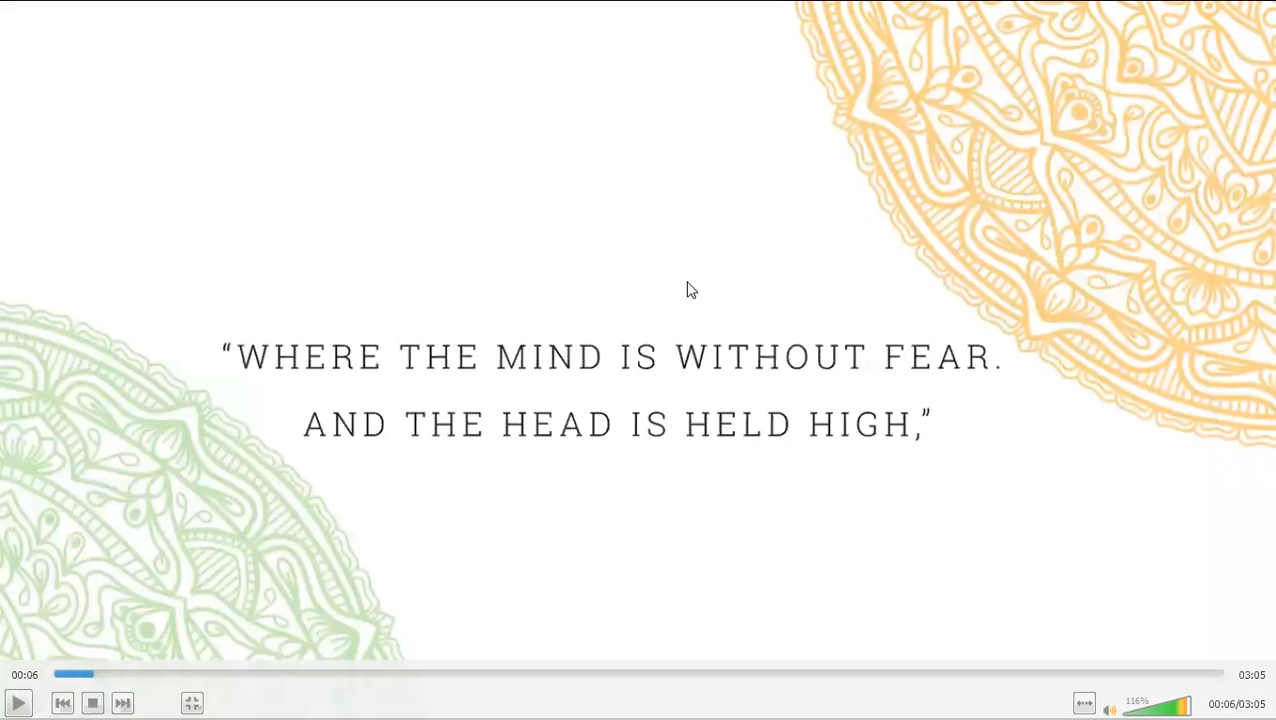 “WHERE THE MIND IS WITHOUT FEAR.
AND THE HEAD IS HELD HIGH,”
00:06
03:05
116%
00:06/03:05